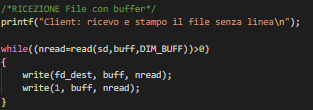 /*RICEZIONE File con buffer*/
printf("Client: ricevo e stampo il file senza linea\n");
while((nread=read(sd,buff,DIM_BUFF))>0)
{
write(fd_dest, buff, nread);
write(1, buff, nread);
}